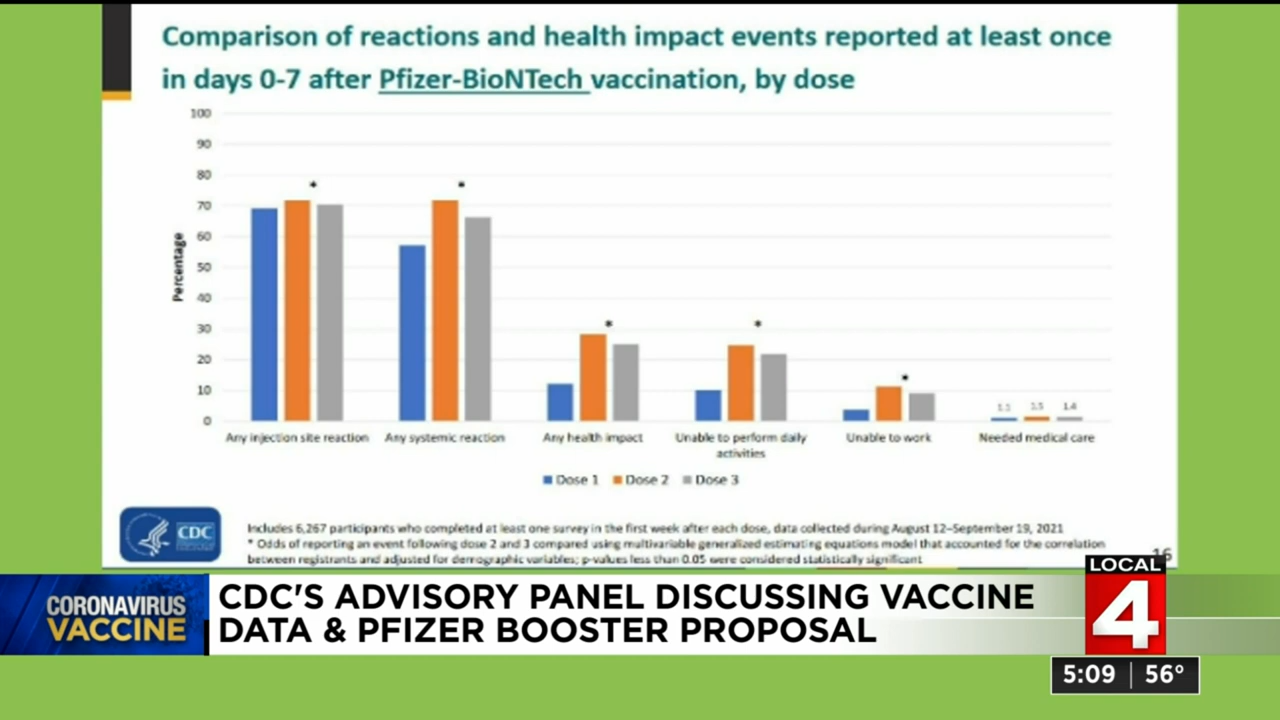 Comparison of reactions and health impact events reported at least once
in days 0-7 after Pfizer-BioNTech vaccination, by dose
100
90
80
70
60
50
40
30
20
10
0
Percentage
*
*
*
*
*
1.1
1.4
Any injection site reaction
Any systemic reaction
Any health impact
Unable to perform daily
activities
Unable to work
Needed medical care
Dose 1
Dose 2
Dose 3
CDC
Includes 6,267 participants who completed at least one survey in the first week after each dose, data collected during August 12–September 19, 2021
* Odds of reporting an event following dose 2 and 3 compared using multivariable generalized estimating equations model that accounted for the correlation
between registrants and adjusted for demographic variables; p-values less than 0.05 were considered statistically significant
16
CORONAVIRUS
VACCINE
CDC'S ADVISORY PANEL DISCUSSING VACCINE
DATA & PFIZER BOOSTER PROPOSAL
LOCAL
4
5:09
56°